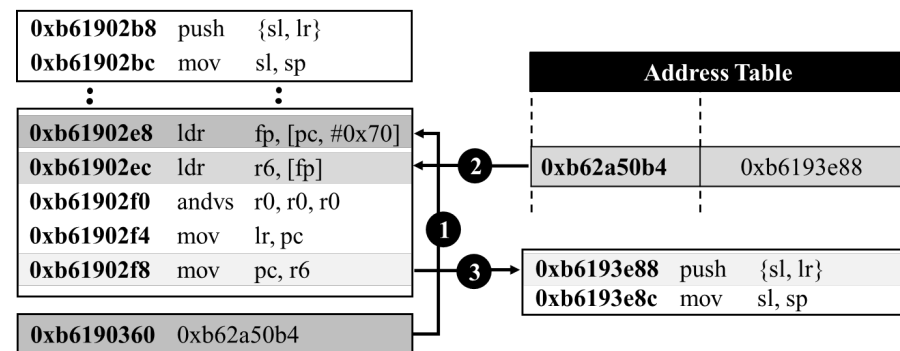 0xb61902b8 push {sl, lr}
0xb61902bc mov sl, sp
: :
0xb61902e8 ldr fp, [pc, #0x70]
0xb61902ec ldr r6, [fp]
0xb61902f0 andvs r0, r0, r0
0xb61902f4 mov lr, pc
0xb61902f8 mov pc, r6
0xb6190360 0xb62a50b4
1
2
3
Address Table
0xb62a50b4 0xb6193e88
0xb6193e88 push {sl, lr}
0xb6193e8c mov sl, sp